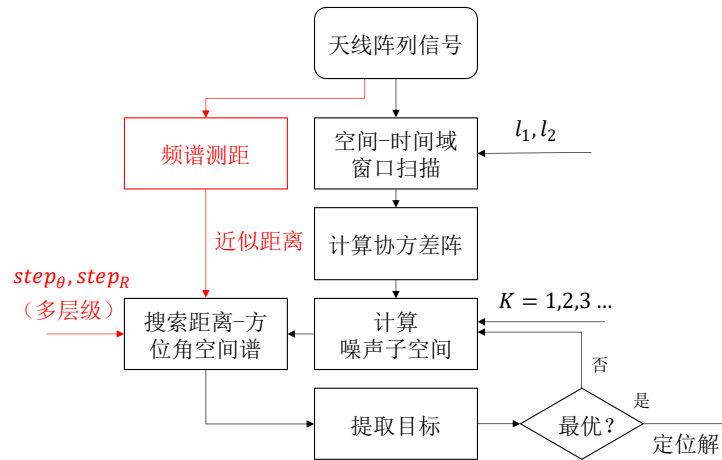 天线阵列信号
频谱测距
空间-时间域
窗口扫描
l₁, l₂
近似距离
计算协方差阵
step_θ, step_R
（多层级）
搜索距离-方
位角空间谱
计算
噪声子空间
K = 1,2,3 ...
否
提取目标
最优？
是
定位解